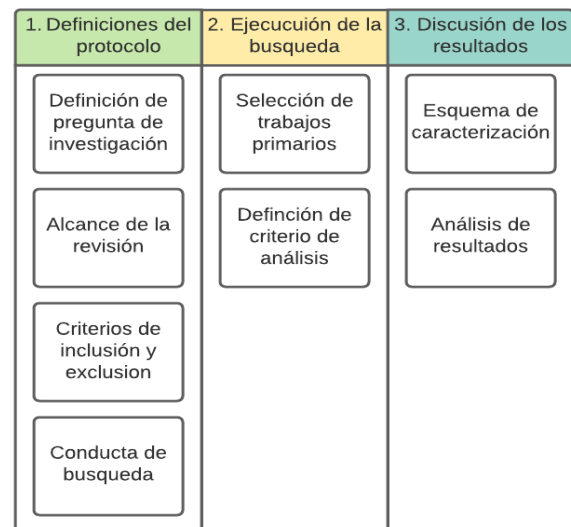 1. Definiciones del
protocolo
2. Ejecucuión de la
busqueda
3. Discusión de los
resultados
Definición de
pregunta de
investigación
Alcance de la
revisión
Criterios de
inclusión y
exclusion
Conducta de
busqueda
Selección de
trabajos
primarios
Definción de
criterio de
análisis
Esquema de
caracterización
Análisis de
resultados